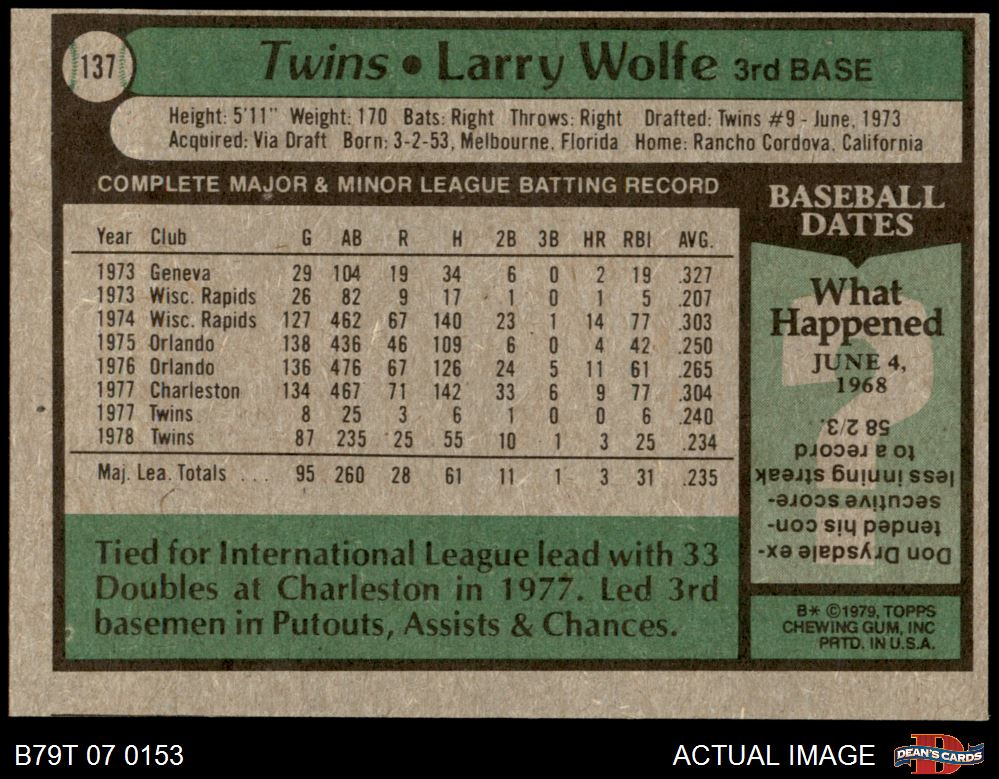 137
Twins • Larry Wolfe 3rd BASE
Height: 5'11" Weight: 170 Bats: Right Throws: Right Drafted: Twins #9 - June, 1973
Acquired: Via Draft Born: 3-2-53, Melbourne, Florida Home: Rancho Cordova, California
COMPLETE MAJOR & MINOR LEAGUE BATTING RECORD
Year Club G AB R H 2B 3B HR RBI AVG.
1973 Geneva 29 104 19 34 6 0 2 19 .327
1973 Wisc. Rapids 26 82 9 17 1 0 1 5 .207
1974 Wisc. Rapids 127 462 67 140 23 1 14 77 .303
1975 Orlando 138 436 46 109 6 0 4 42 .250
1976 Orlando 136 476 67 126 24 5 11 61 .265
1977 Charleston 134 467 71 142 33 6 9 77 .304
1977 Twins 8 25 3 6 1 0 0 6 .240
1978 Twins 87 235 25 55 10 1 3 25 .234
Maj. Lea. Totals ... 95 260 28 61 11 1 3 31 .235
Tied for International League lead with 33
Doubles at Charleston in 1977. Led 3rd
basemen in Putouts, Assists & Chances.
BASEBALL
DATES
What
Happened
JUNE 4,
1968
Don Drysdale ex-
tended his con-
secutive score-
less inning streak
to a record
58 2/3.
B* ©1979, TOPPS
CHEWING GUM, INC
PRTD. IN U.S.A.
B79T 07 0153
ACTUAL IMAGE
DEAN'S CARDS